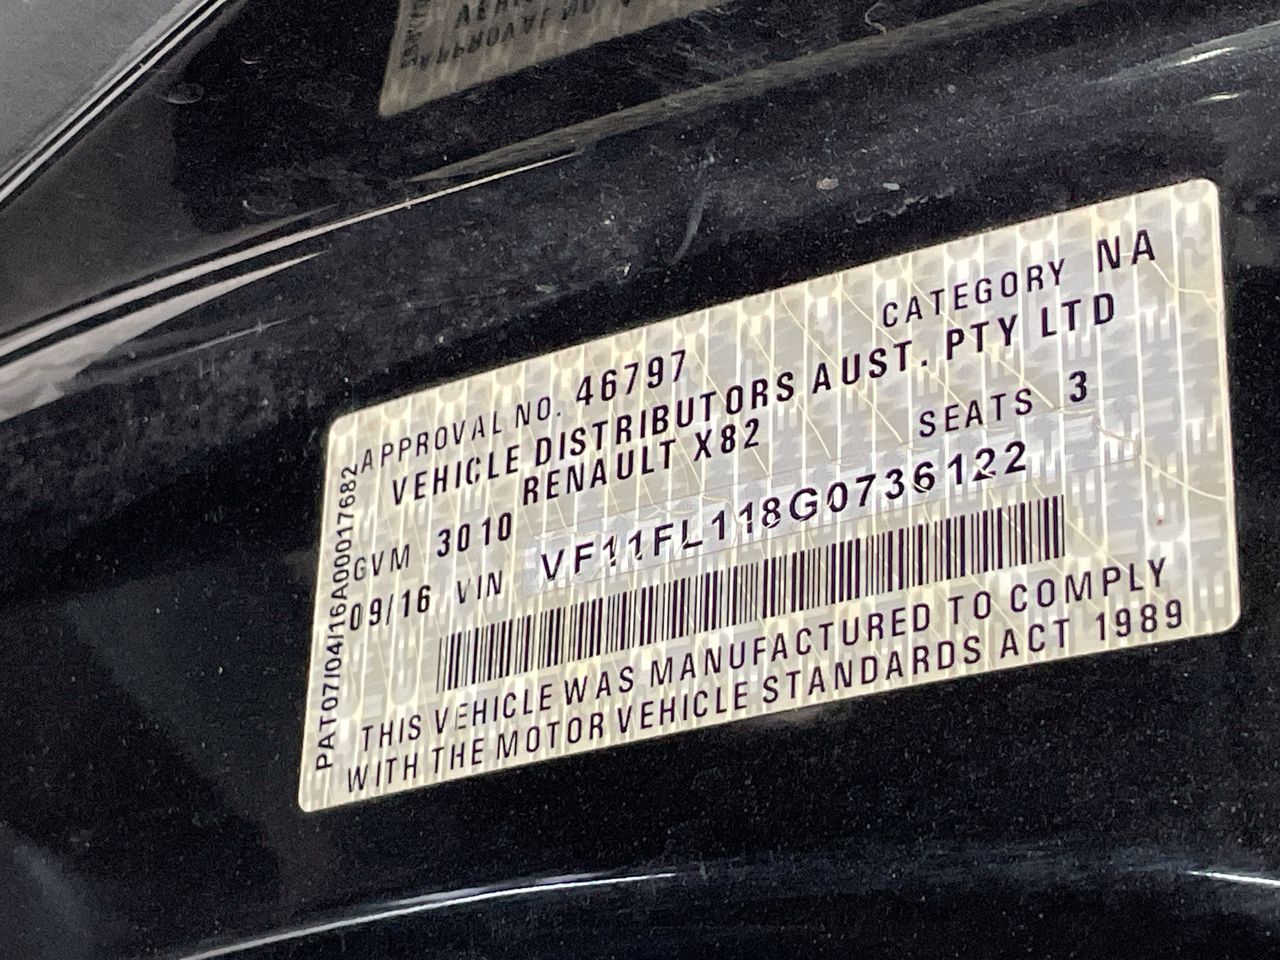 APPROVAL NO. 46797 CATEGORY NA
VEHICLE DISTRIBUTORS AUST. PTY LTD
RENAULT X82 SEATS 3
GVM 3010
09/16 VIN VF11FL118G0736122
THIS VEHICLE WAS MANUFACTURED TO COMPLY
WITH THE MOTOR VEHICLE STANDARDS ACT 1989
PAT07/04/16A00017682